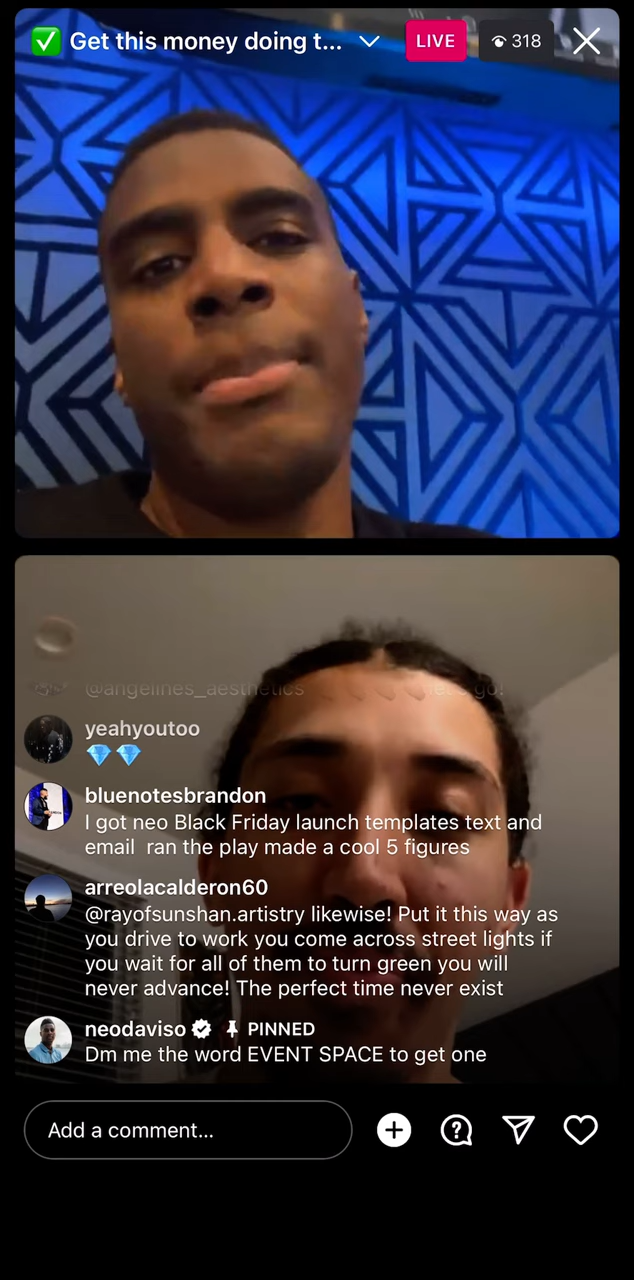 ✅ Get this money doing t...
LIVE
318
@angelines_aesthetics let's go!
yeahyoutoo
💎💎
bluenotesbrandon
I got neo Black Friday launch templates text and
email ran the play made a cool 5 figures
arreolacalderon60
@rayofsunshan.artistry likewise! Put it this way as
you drive to work you come across street lights if
you wait for all of them to turn green you will
never advance! The perfect time never exist
neodaviso PINNED
Dm me the word EVENT SPACE to get one
Add a comment...